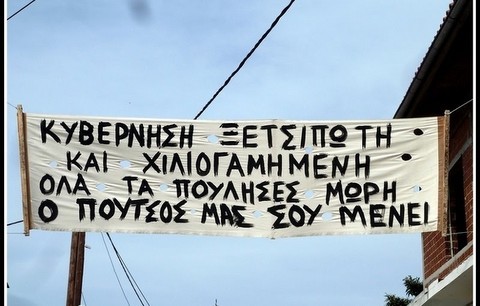 ΚΥΒΕΡΝΗΣΗ ΞΕΤΣΙΠΩΤΗ
ΚΑΙ ΧΙΛΙΟΓΑΜΗΜΕΝΗ
ΟΛΑ ΤΑ ΠΟΥΛΗΣΕΣ ΜΩΡΗ
Ο ΠΟΥΤΣΟΣ ΜΑΣ ΣΟΥ ΜΕΝΕΙ